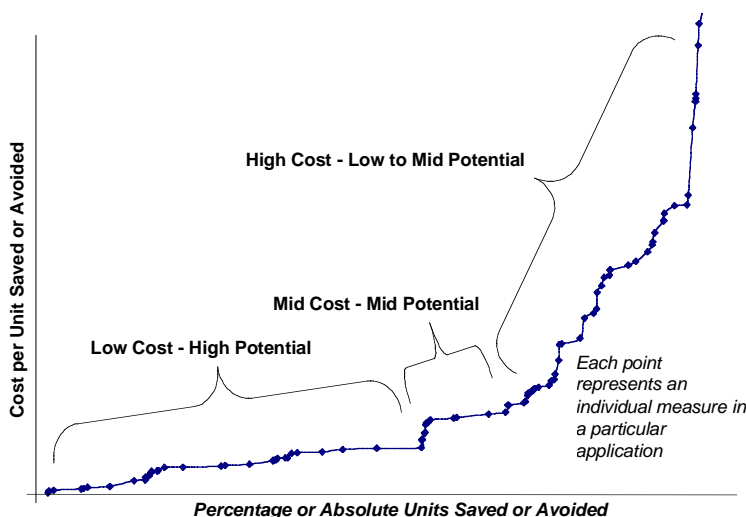 Cost per Unit Saved or Avoided
High Cost - Low to Mid Potential
Mid Cost - Mid Potential
Low Cost - High Potential
Each point
represents an
individual measure in
a particular
application
Percentage or Absolute Units Saved or Avoided